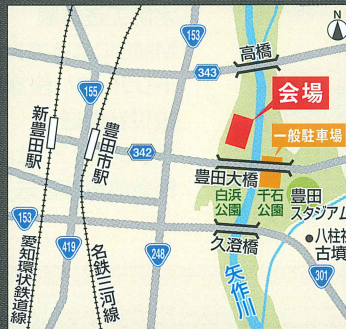 N
153
高橋
343
155
会場
新豊田駅
豊田市駅
342
一般駐車場
豊田大橋
白浜
公園
千石
公園
豊田
スタジアム
153
久澄橋
●八柱社
古墳
419
248
愛知環状鉄道線
名鉄三河線
矢作川
301